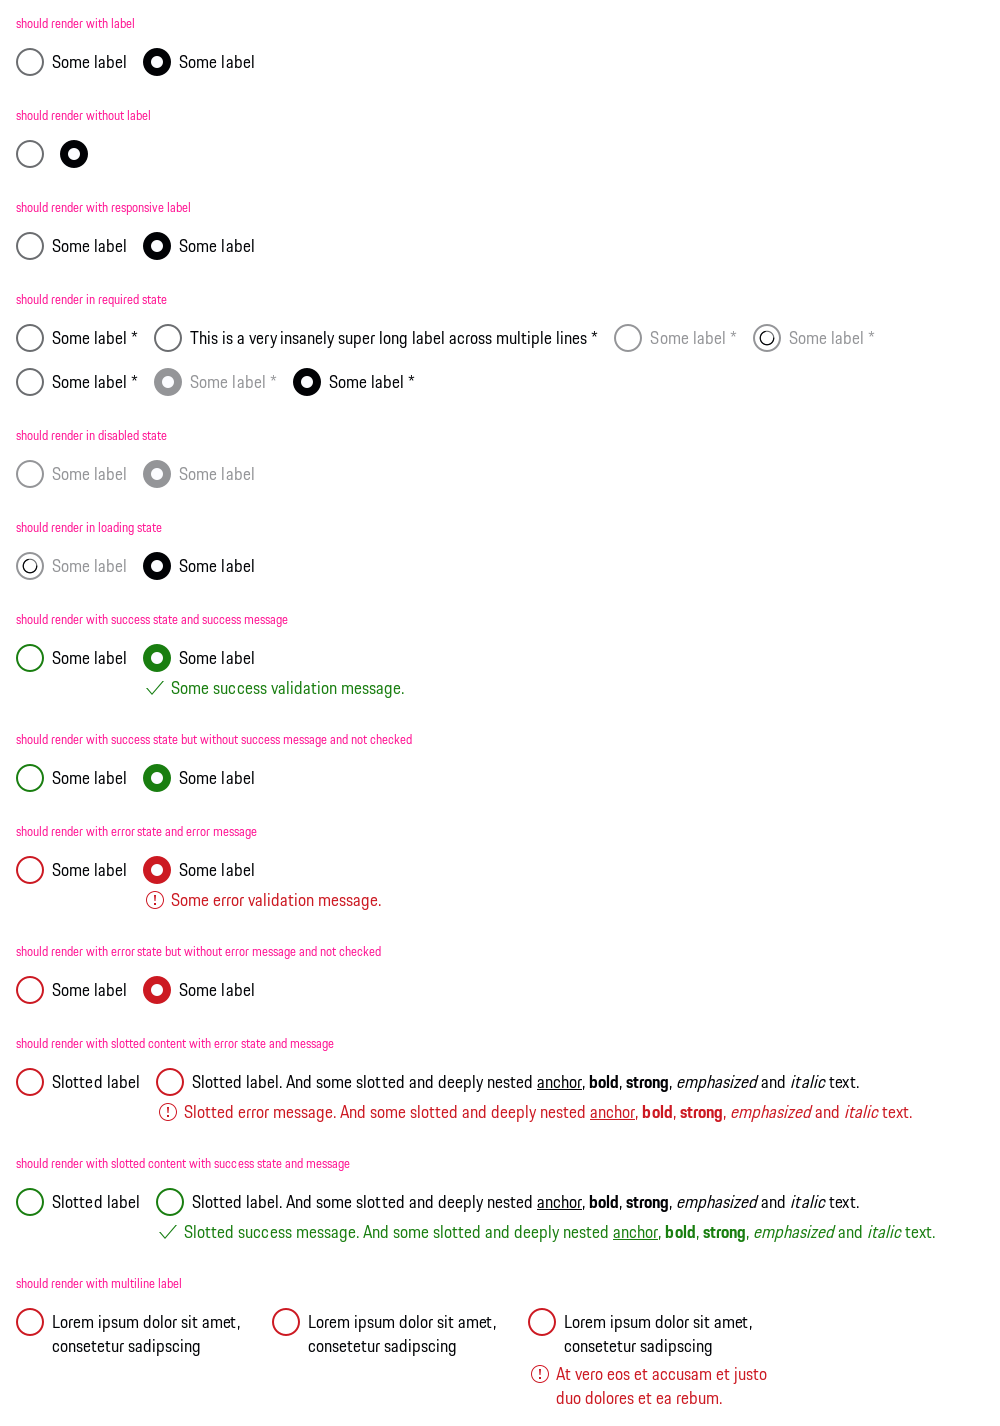 should render with label
Some label Some label
should render without label
should render with responsive label
Some label Some label
should render in required state
Some label * This is a very insanely super long label across multiple lines * Some label * Some label *
Some label * Some label * Some label *
should render in disabled state
Some label Some label
should render in loading state
Some label Some label
should render with success state and success message
Some label Some label
Some success validation message.
should render with success state but without success message and not checked
Some label Some label
should render with error state and error message
Some label Some label
Some error validation message.
should render with error state but without error message and not checked
Some label Some label
should render with slotted content with error state and message
Slotted label Slotted label. And some slotted and deeply nested anchor, bold, strong, emphasized and italic text.
Slotted error message. And some slotted and deeply nested anchor, bold, strong, emphasized and italic text.
should render with slotted content with success state and message
Slotted label Slotted label. And some slotted and deeply nested anchor, bold, strong, emphasized and italic text.
Slotted success message. And some slotted and deeply nested anchor, bold, strong, emphasized and italic text.
should render with multiline label
Lorem ipsum dolor sit amet, Lorem ipsum dolor sit amet, Lorem ipsum dolor sit amet,
consetetur sadipscing consetetur sadipscing consetetur sadipscing
At vero eos et accusam et justo
duo dolores et ea rebum.